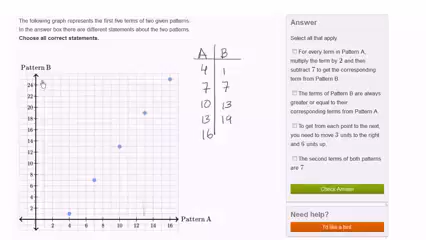 The following graph represents the first five terms of two given patterns.
In the answer box there are different statements about the two patterns.
Choose all correct statements.
Pattern B
24
22
20
18
16
14
12
10
8
6
4
2
2 4 6 8 10 12 14 16
Pattern A
A B
4 1
7 7
10 13
13 19
16
Answer
Select all that apply
For every term in Pattern A,
multiply the term by 2 and then
subtract 7 to get the corresponding
term from Pattern B.
The terms of Pattern B are always
greater or equal to their
corresponding terms from Pattern A.
To get from each point to the next,
you need to move 3 units to the right
and 6 units up.
The second terms of both patterns
are 7
Check Answer
Need help?
I'd like a hint